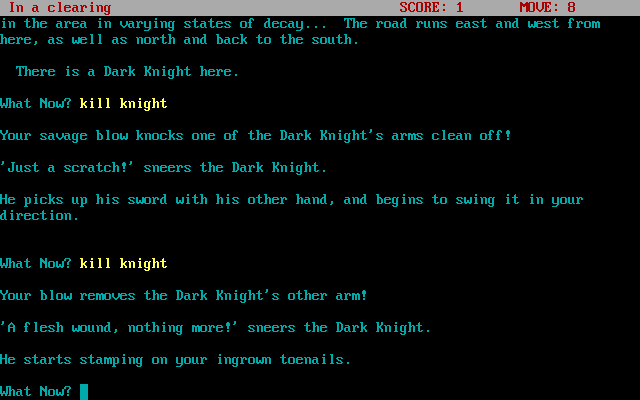 In a clearing SCORE: 1 MOVE: 8
in the area in varying states of decay... The road runs east and west from
here, as well as north and back to the south.
There is a Dark Knight here.
What Now? kill knight
Your savage blow knocks one of the Dark Knight's arms clean off!
'Just a scratch!' sneers the Dark Knight.
He picks up his sword with his other hand, and begins to swing it in your
direction.
What Now? kill knight
Your blow removes the Dark Knight's other arm!
'A flesh wound, nothing more!' sneers the Dark Knight.
He starts stamping on your ingrown toenails.
What Now?